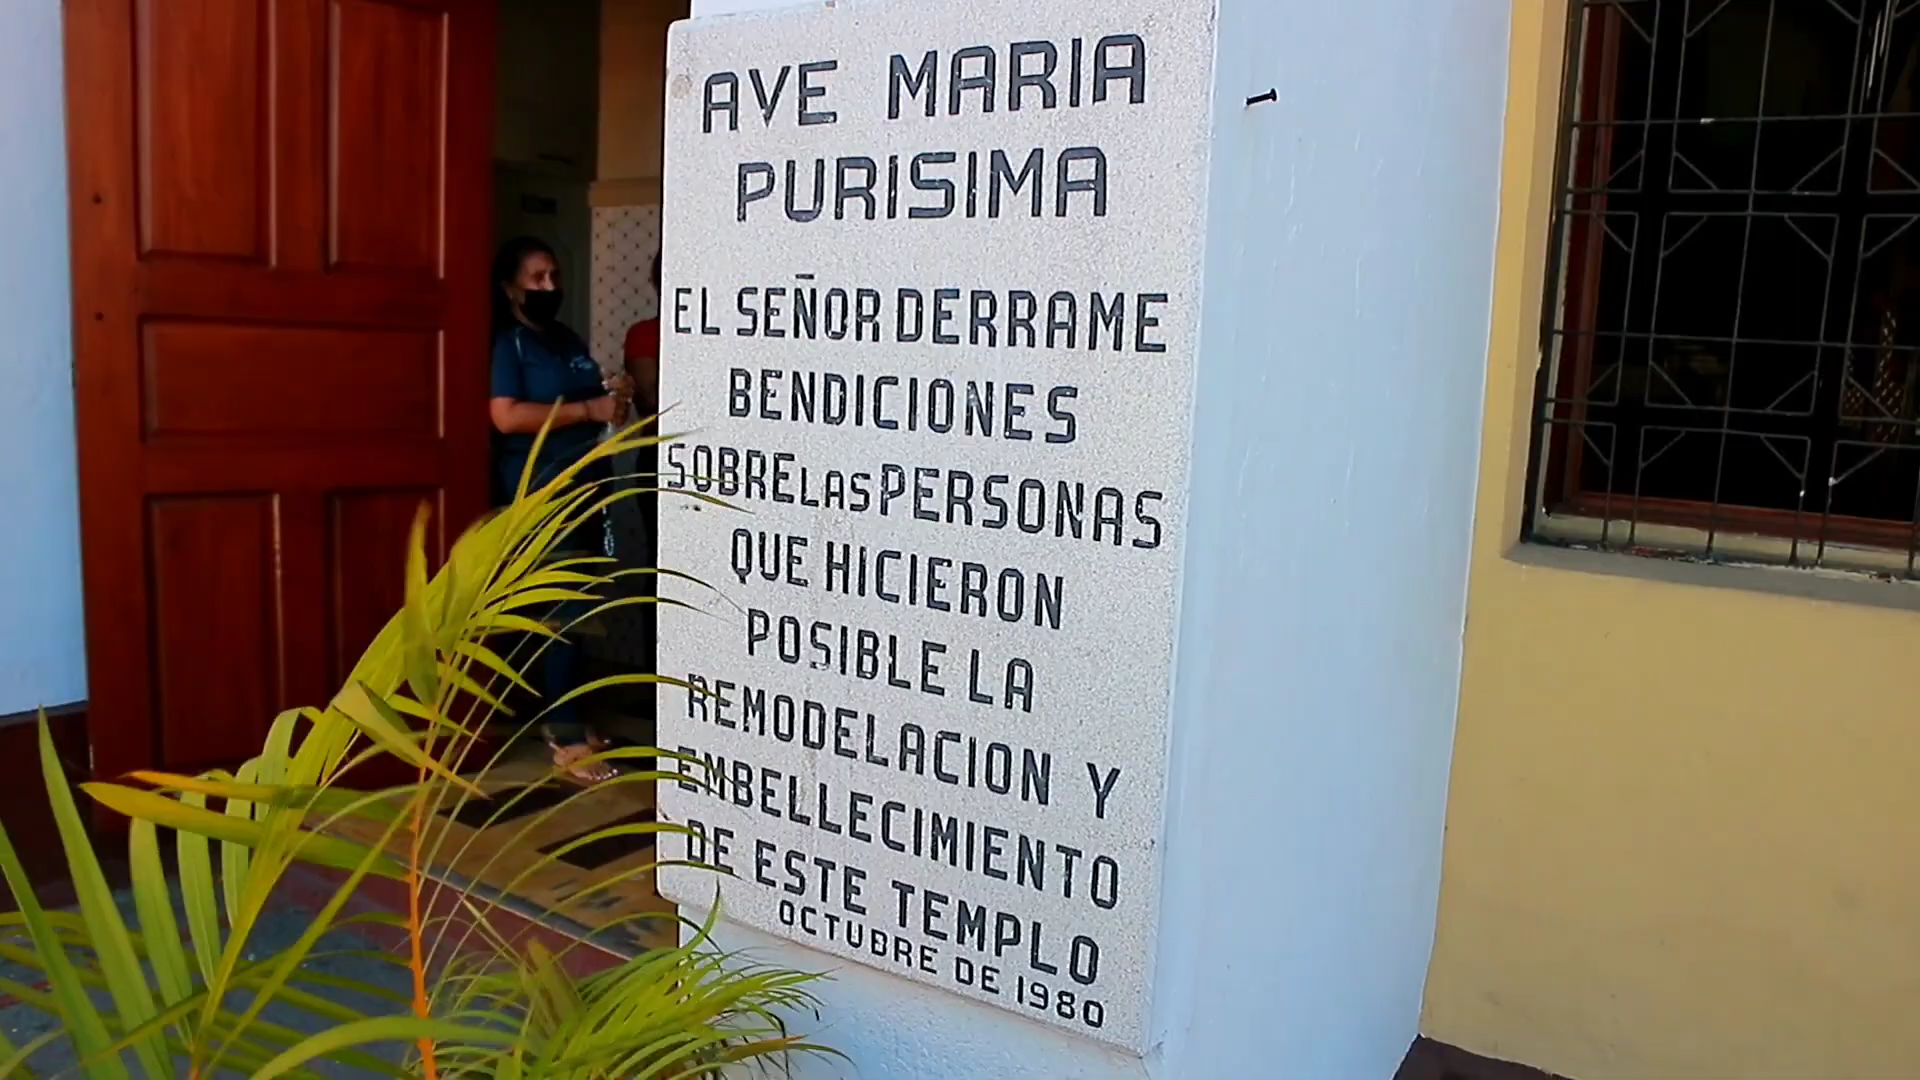 AVE MARIA
PURISIMA
EL SEÑOR DERRAME
BENDICIONES
SOBRE LAS PERSONAS
QUE HICIERON
POSIBLE LA
REMODELACION Y
EMBELLECIMIENTO
DE ESTE TEMPLO
OCTUBRE DE 1980